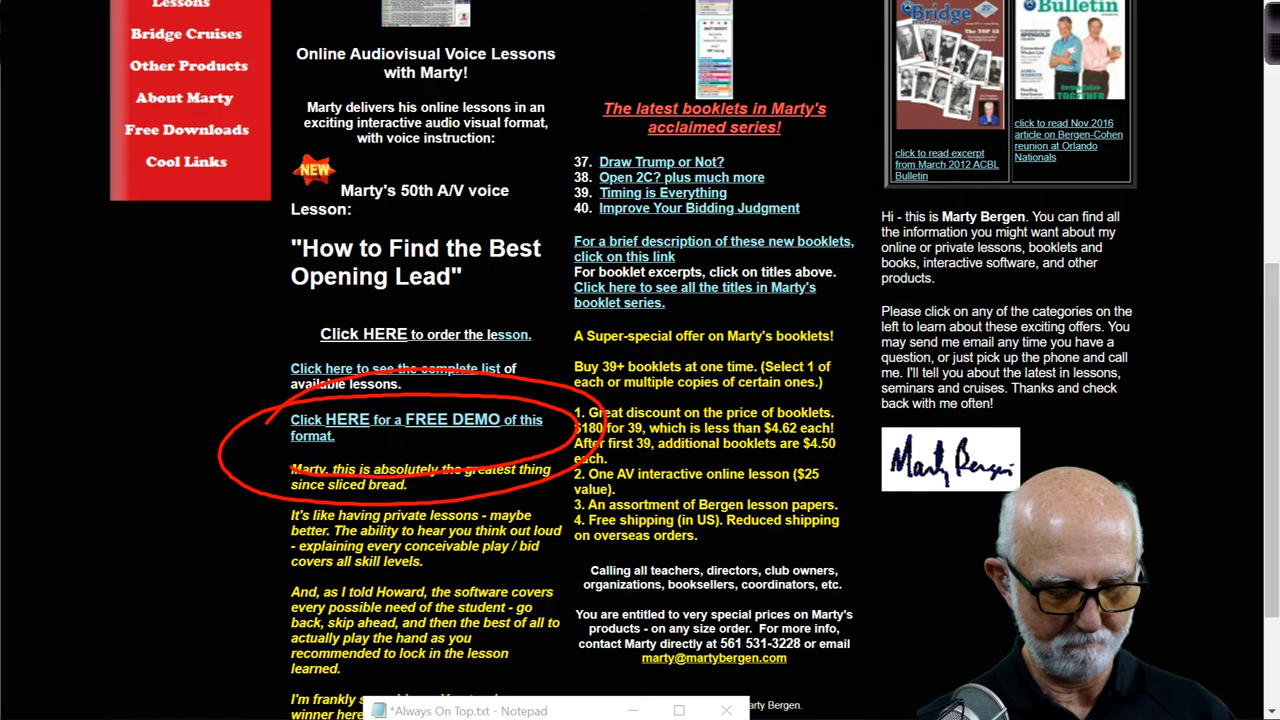 Lessons
Bridge Cruises
Other Products
About Marty
Free Downloads
Cool Links
Online Audiovisual Voice Lessons
with Marty!
Marty delivers his online lessons in an
exciting interactive audio visual format,
with voice instruction:
NEW
Marty's 50th A/V voice
Lesson:
"How to Find the Best
Opening Lead"
Click HERE to order the lesson.
Click here to see the complete list of
available lessons.
Click HERE for a FREE DEMO of this
format.
Marty, this is absolutely the greatest thing
since sliced bread.
It's like having private lessons - maybe
better. The ability to hear you think out loud
- explaining every conceivable play / bid
covers all skill levels.
And, as I told Howard, the software covers
every possible need of the student - go
back, skip ahead, and then the best of all to
actually play the hand as you
recommended to lock in the lesson
learned.
I'm frankly
winner here
The latest booklets in Marty's
acclaimed series!
37. Draw Trump or Not?
38. Open 2C? plus much more
39. Timing is Everything
40. Improve Your Bidding Judgment
For a brief description of these new booklets,
click on this link
For booklet excerpts, click on titles above.
Click here to see all the titles in Marty's
booklet series.
A Super-special offer on Marty's booklets!
Buy 39+ booklets at one time. (Select 1 of
each or multiple copies of certain ones.)
1. Great discount on the price of booklets.
$180 for 39, which is less than $4.62 each!
After first 39, additional booklets are $4.50
each.
2. One AV interactive online lesson ($25
value).
3. An assortment of Bergen lesson papers.
4. Free shipping (in US). Reduced shipping
on overseas orders.
Calling all teachers, directors, club owners,
organizations, booksellers, coordinators, etc.
You are entitled to very special prices on Marty's
products - on any size order. For more info,
contact Marty directly at 561 531-3228 or email
marty@martybergen.com
Marty Bergen.
*Always On Top.txt - Notepad
Bridge
Bulletin
click to read excerpt
from March 2012 ACBL
Bulletin
Bulletin
TOGETHER
click to read Nov 2016
article on Bergen-Cohen
reunion at Orlando
Nationals
Hi - this is Marty Bergen. You can find all
the information you might want about my
online or private lessons, booklets and
books, interactive software, and other
products.
Please click on any of the categories on the
left to learn about these exciting offers. You
may send me email any time you have a
question, or just pick up the phone and call
me. I'll tell you about the latest in lessons,
seminars and cruises. Thanks and check
back with me often!
Marty Bergen